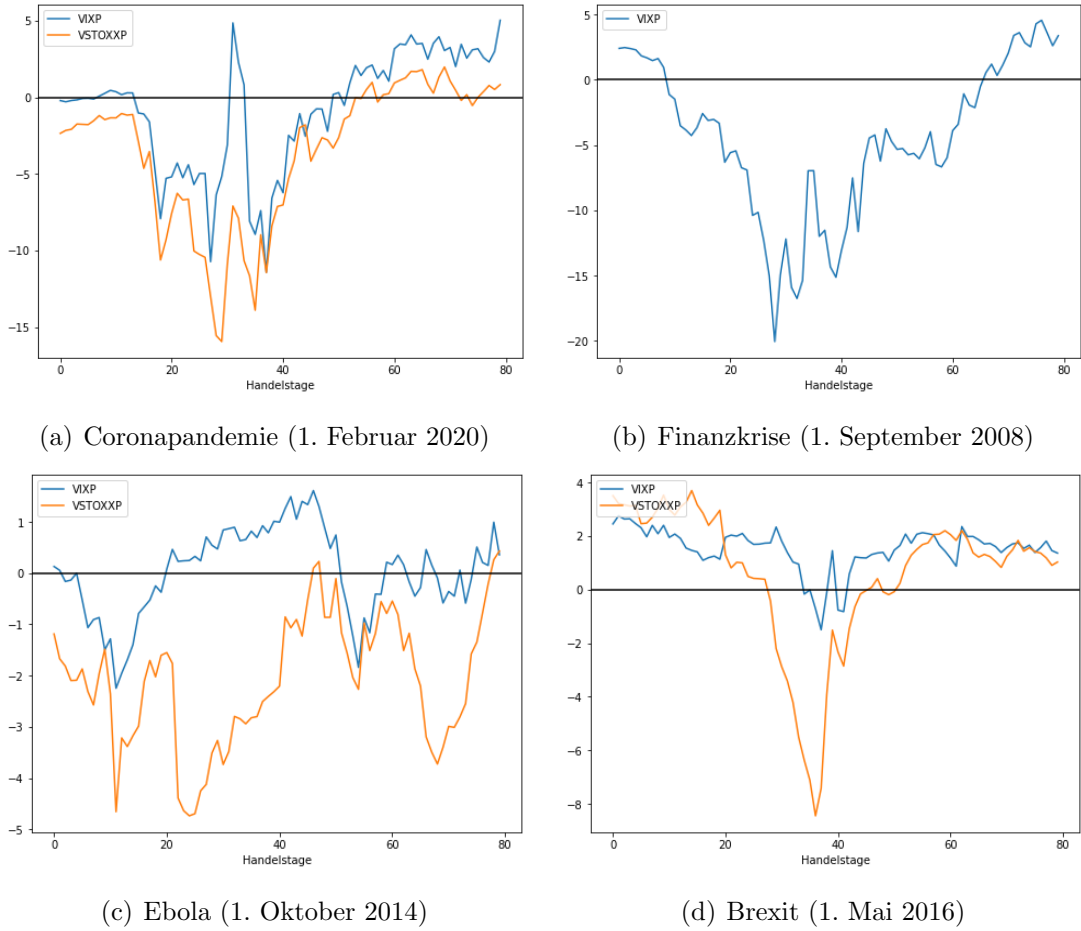 VIXP
VSTOXXP
5
0
−5
−10
−15
0 20 40 60 80
Handelstage
(a) Coronapandemie (1. Februar 2020)
VIXP
5
0
−5
−10
−15
−20
0 20 40 60 80
Handelstage
(b) Finanzkrise (1. September 2008)
VIXP
VSTOXXP
1
0
−1
−2
−3
−4
−5
0 20 40 60 80
Handelstage
(c) Ebola (1. Oktober 2014)
VIXP
VSTOXXP
4
2
0
−2
−4
−6
−8
0 20 40 60 80
Handelstage
(d) Brexit (1. Mai 2016)